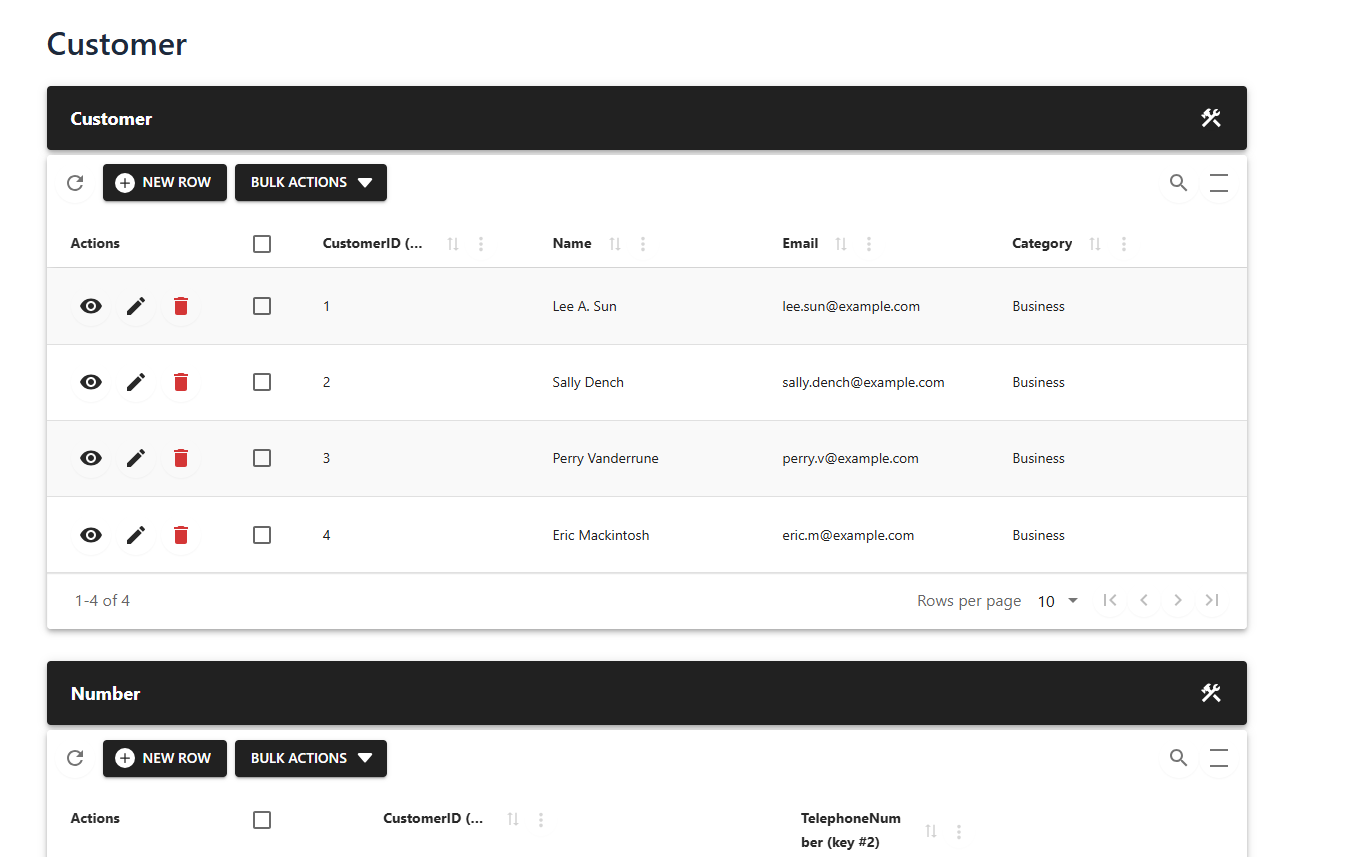 Customer
Customer
NEW ROW BULK ACTIONS
Actions CustomerID (... Name Email Category
1 Lee A. Sun lee.sun@example.com Business
2 Sally Dench sally.dench@example.com Business
3 Perry Vanderrune perry.v@example.com Business
4 Eric Mackintosh eric.m@example.com Business
1-4 of 4 Rows per page 10
Number
NEW ROW BULK ACTIONS
Actions CustomerID (... TelephoneNum
ber (key #2)